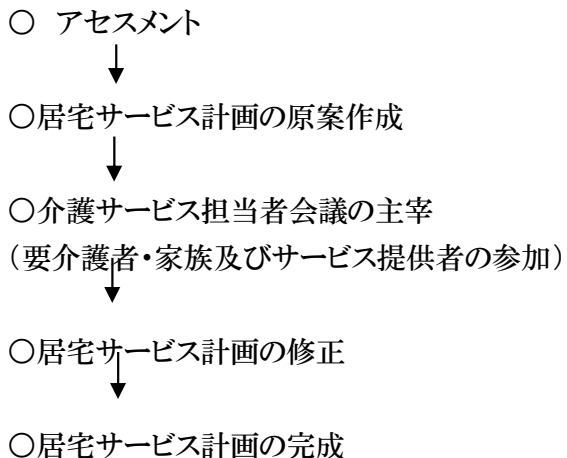 ○ アセスメント
○居宅サービス計画の原案作成
○介護サービス担当者会議の主宰
（要介護者・家族及びサービス提供者の参加）
○居宅サービス計画の修正
○居宅サービス計画の完成